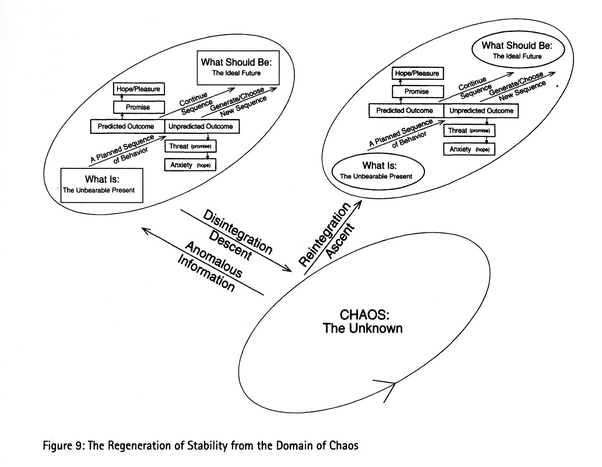 What Should Be:
The Ideal Future
Hope/Pleasure
Promise
Continue
Sequence
Generate/Choose
New Sequence
Predicted Outcome
Unpredicted Outcome
A Planned Sequence
of Behavior
Threat (promise)
Anxiety (hope)
What Is:
The Unbearable Present
What Should Be:
The Ideal Future
Hope/Pleasure
Promise
Continue
Sequence
Generate/Choose
New Sequence
Predicted Outcome
Unpredicted Outcome
A Planned Sequence
of Behavior
Threat (promise)
Anxiety (hope)
What Is:
The Unbearable Present
Disintegration
Descent
Anomalous
Information
Reintegration
Ascent
CHAOS:
The Unknown
Figure 9: The Regeneration of Stability from the Domain of Chaos